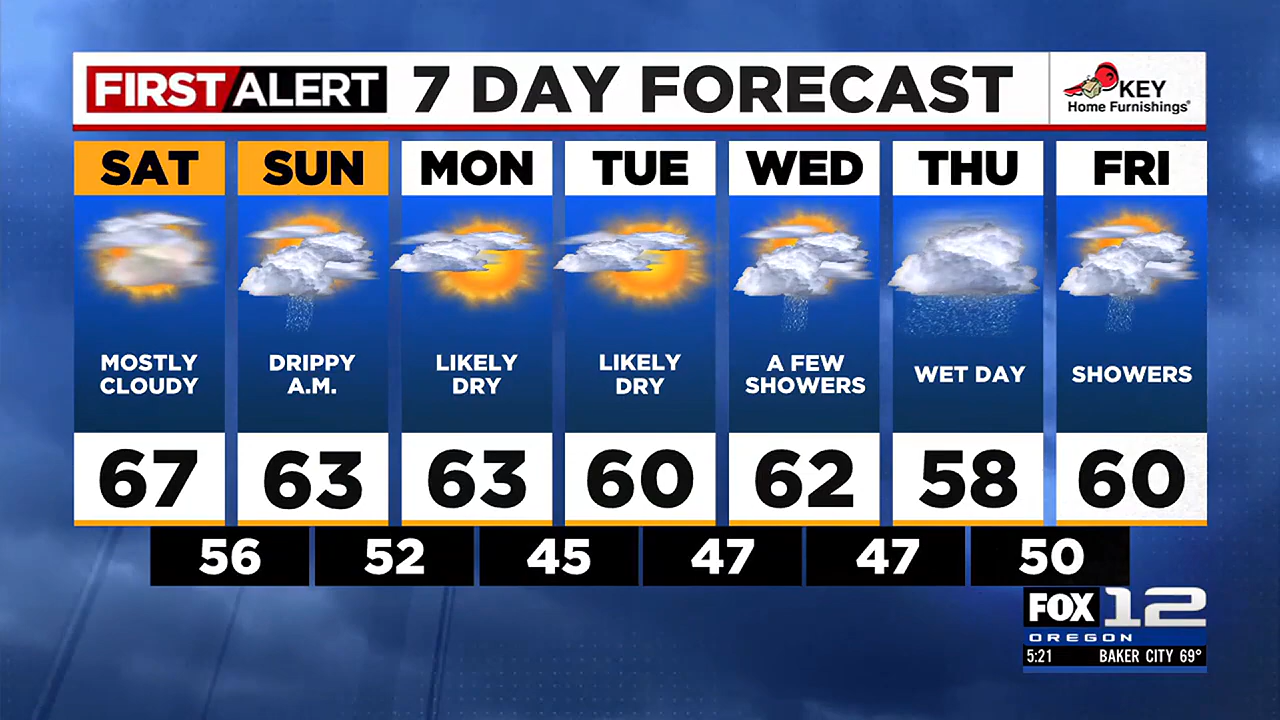 FIRST ALERT 7 DAY FORECAST
KEY
Home Furnishings®
SAT SUN MON TUE WED THU FRI
MOSTLY CLOUDY
DRIPPY A.M.
LIKELY DRY
LIKELY DRY
A FEW SHOWERS
WET DAY
SHOWERS
67 63 63 60 62 58 60
56 52 45 47 47 50
FOX 12
OREGON
5:21 BAKER CITY 69°